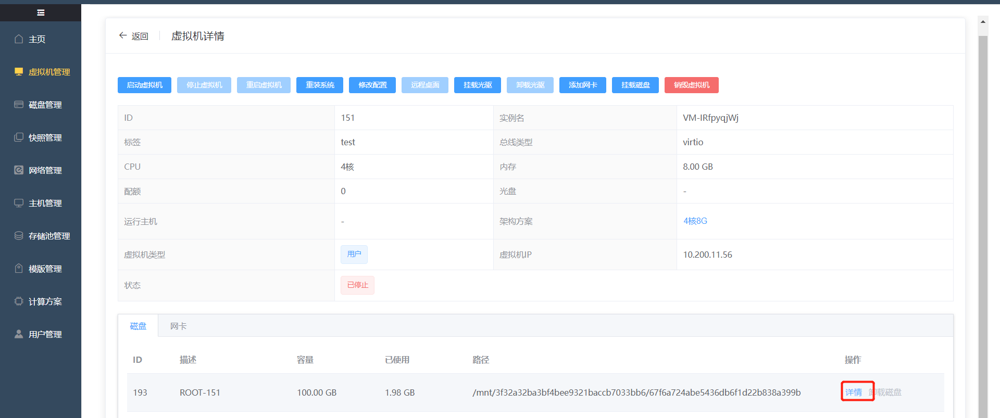 主页
虚拟机管理
磁盘管理
快照管理
网络管理
主机管理
存储池管理
模版管理
计算方案
用户管理
返回 虚拟机详情
启动虚拟机 停止虚拟机 重启虚拟机 重装系统 修改配置 远程桌面 挂载光驱 卸载光驱 添加网卡 挂载磁盘 销毁虚拟机
ID 151 实例名 VM-IRfpyqjWj
标签 test 总线类型 virtio
CPU 4核 内存 8.00 GB
配额 0 光盘 -
运行主机 - 架构方案 4核8G
虚拟机类型 用户 虚拟机IP 10.200.11.56
状态 已停止
磁盘 网卡
ID 描述 容量 已使用 路径 操作
193 ROOT-151 100.00 GB 1.98 GB /mnt/3f32a32ba3bf4bee9321baccb7033bb6/67f6a724abe5436db6f1d22b838a399b 详情 卸载磁盘